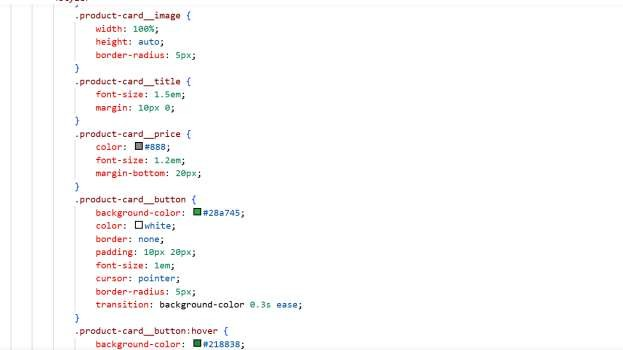 .product-card__image {
width: 100%;
height: auto;
border-radius: 5px;
}
.product-card__title {
font-size: 1.5em;
margin: 10px 0;
}
.product-card__price {
color: #888;
font-size: 1.2em;
margin-bottom: 20px;
}
.product-card__button {
background-color: #28a745;
color: white;
border: none;
padding: 10px 20px;
font-size: 1em;
cursor: pointer;
border-radius: 5px;
transition: background-color 0.3s ease;
}
.product-card__button:hover {
background-color: #218838;